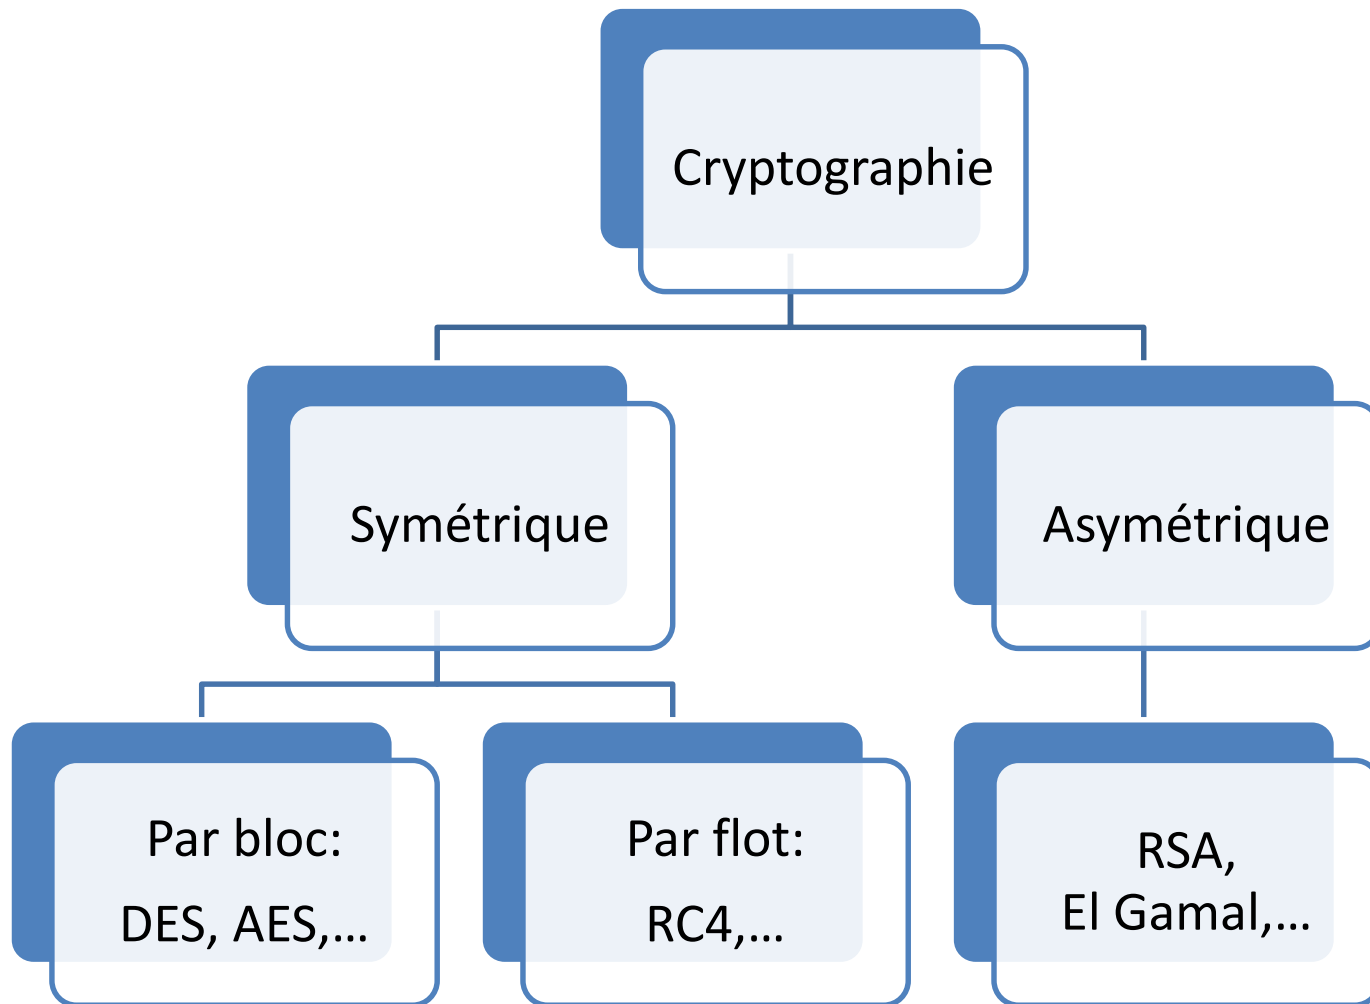 Cryptographie
Symétrique
Asymétrique
Par bloc:
DES, AES,...
Par flot:
RC4,...
RSA,
El Gamal,...